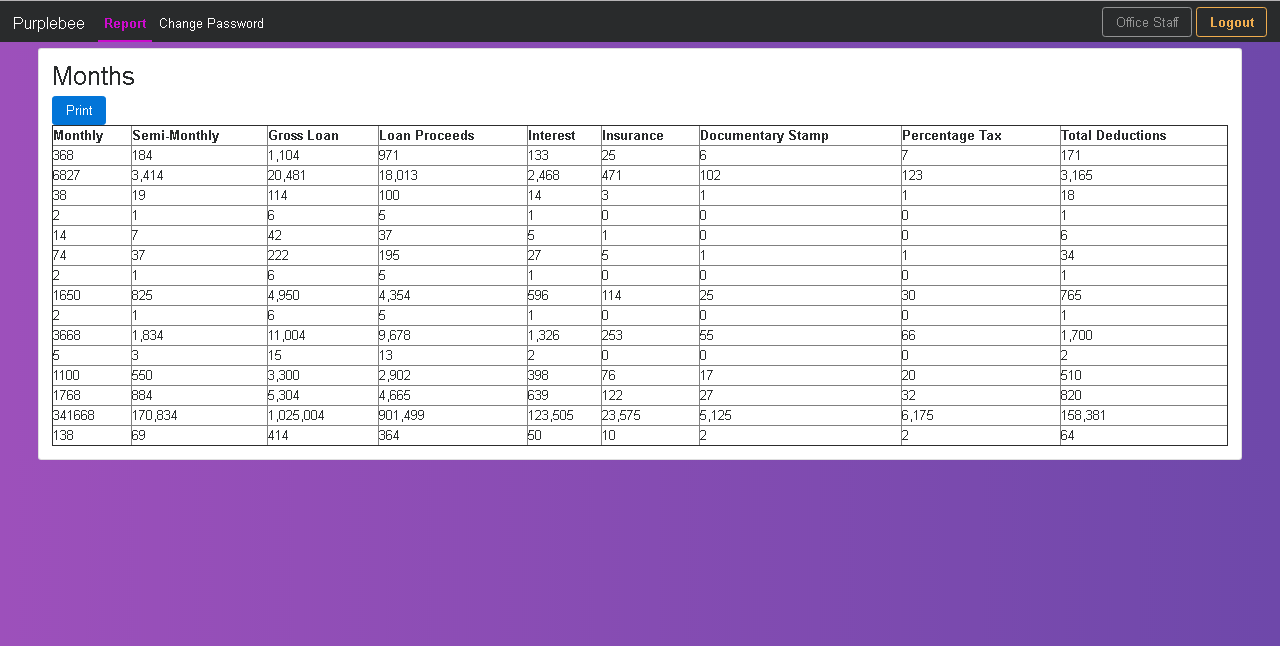 Purplebee Report Change Password Office Staff Logout
Months
Print
Monthly Semi-Monthly Gross Loan Loan Proceeds Interest Insurance Documentary Stamp Percentage Tax Total Deductions
368 184 1,104 971 133 25 6 7 171
6827 3,414 20,481 18,013 2,468 471 102 123 3,165
38 19 114 100 14 3 1 1 18
2 1 6 5 1 0 0 0 1
14 7 42 37 5 1 0 0 6
74 37 222 195 27 5 1 1 34
2 1 6 5 1 0 0 0 1
1650 825 4,950 4,354 596 114 25 30 765
2 1 6 5 1 0 0 0 1
3668 1,834 11,004 9,678 1,326 253 55 66 1,700
5 3 15 13 2 0 0 0 2
1100 550 3,300 2,902 398 76 17 20 510
1768 884 5,304 4,665 639 122 27 32 820
341668 170,834 1,025,004 901,499 123,505 23,575 5,125 6,175 158,381
138 69 414 364 50 10 2 2 64